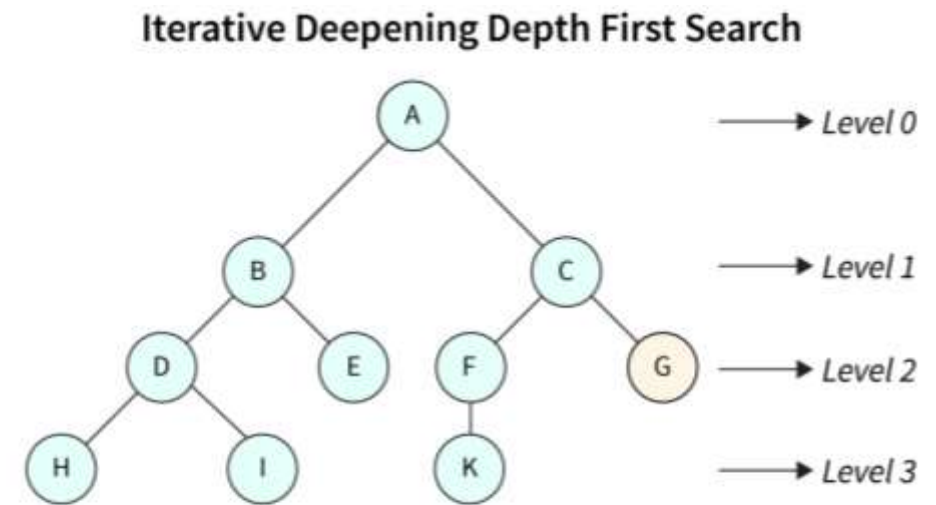 Iterative Deepening Depth First Search
A
Level 0
B
C
Level 1
D
E
F
G
Level 2
H
I
K
Level 3